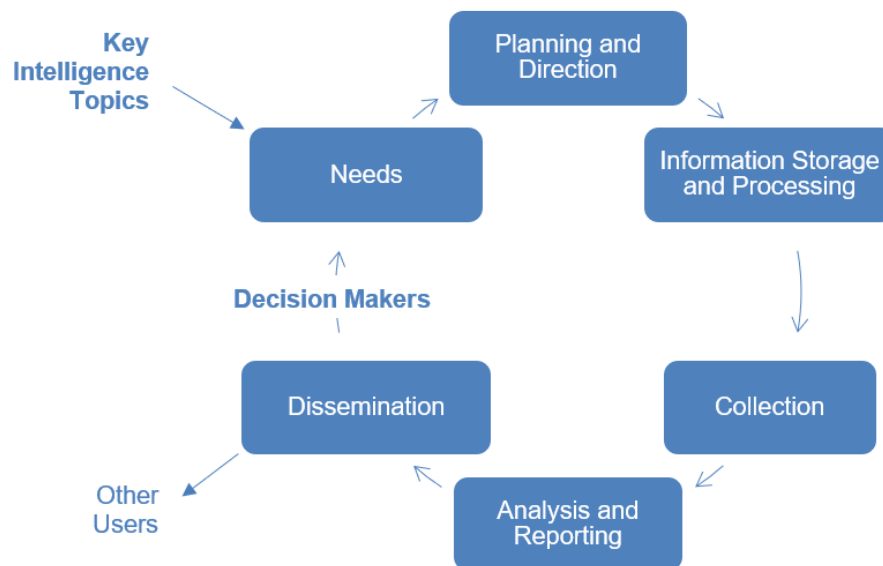 Key
Intelligence
Topics
Planning and
Direction
Needs
Information Storage
and Processing
Decision Makers
Dissemination
Collection
Other
Users
Analysis and
Reporting